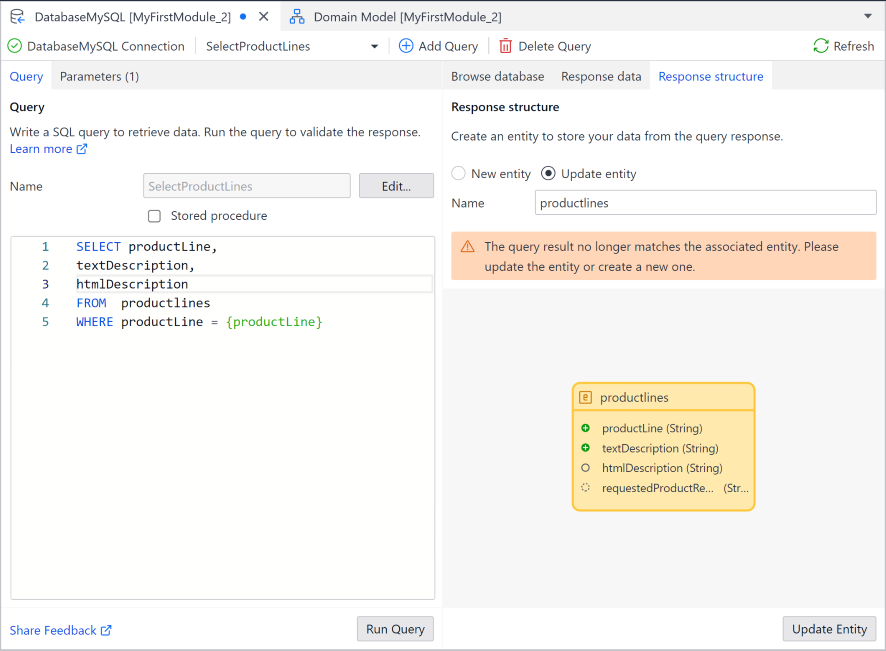 DatabaseMySQL [MyFirstModule_2]
Domain Model [MyFirstModule_2]
DatabaseMySQL Connection
SelectProductLines
Add Query
Delete Query
Refresh
Query
Parameters (1)
Query
Write a SQL query to retrieve data. Run the query to validate the response.
Learn more
Name
SelectProductLines
Edit...
Stored procedure
1 SELECT productLine,
2 textDescription,
3 htmlDescription
4 FROM  productlines
5 WHERE productLine = {productLine}
Share Feedback
Run Query
Browse database
Response data
Response structure
Response structure
Create an entity to store your data from the query response.
New entity
Update entity
Name
productlines
The query result no longer matches the associated entity. Please
update the entity or create a new one.
e productlines
productLine (String)
textDescription (String)
htmlDescription (String)
requestedProductRe... (Str...
Update Entity